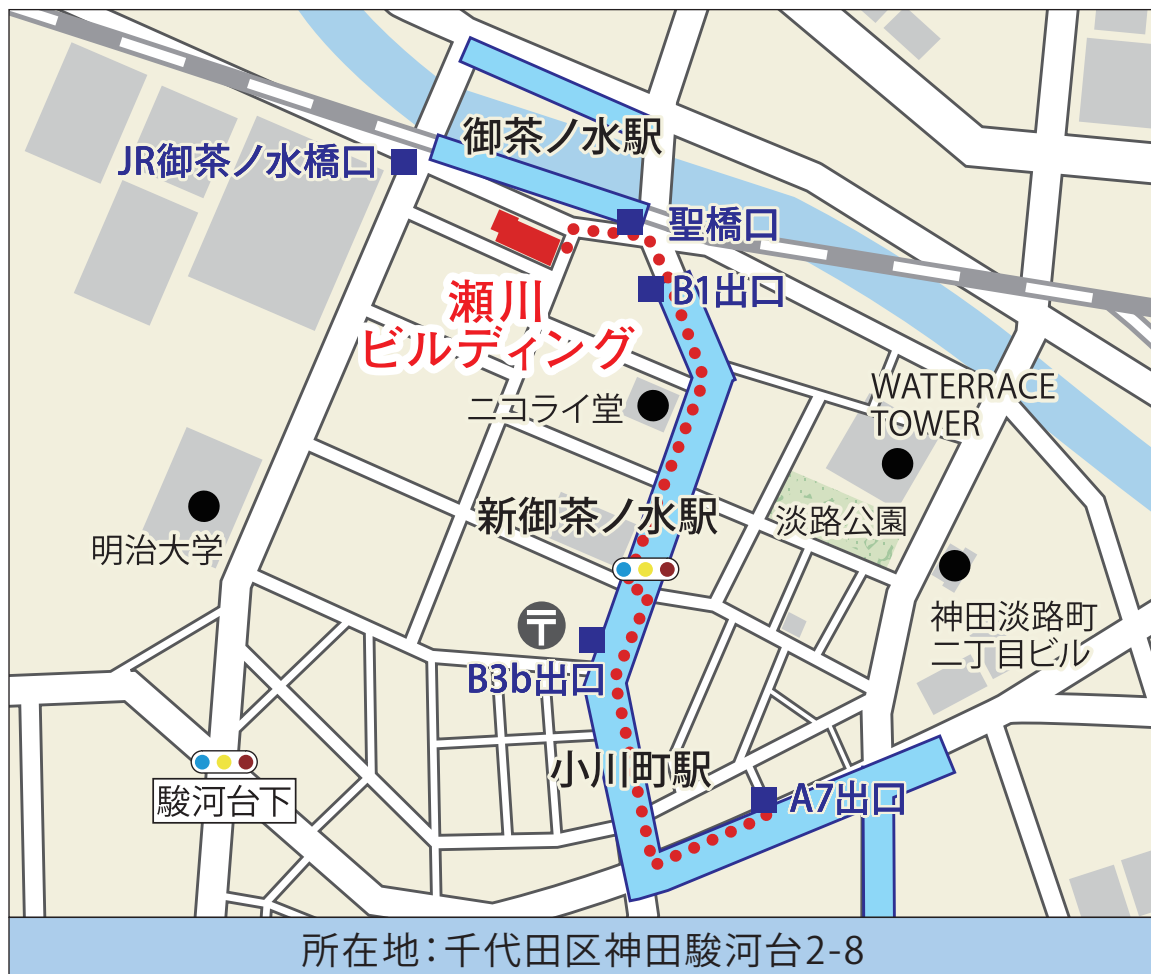 御茶ノ水駅
JR御茶ノ水橋口
聖橋口
B1出口
瀬川
ビルディング
ニコライ堂
WATERRACE
TOWER
新御茶ノ水駅
淡路公園
明治大学
神田淡路町
二丁目ビル
〒
B3b出口
小川町駅
駿河台下
A7出口
所在地:千代田区神田駿河台2-8